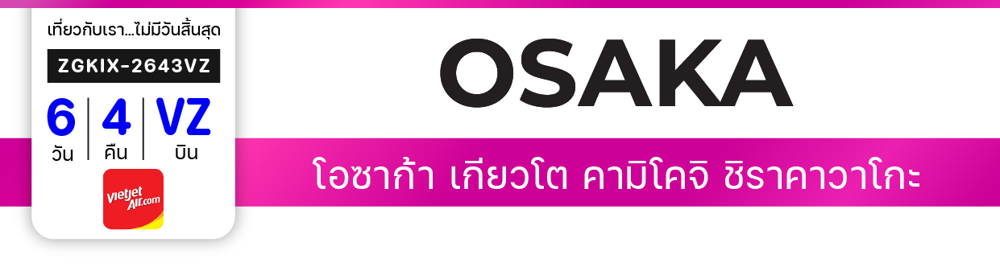 เที่ยวกับเรา...ไม่มีวันสิ้นสุด
ZGKIX-2643VZ
6 4 VZ
วัน คืน บิน
vietjet
Air.com
OSAKA
โอซาก้า เกียวโต คามิโคจิ ชิราคาวาโกะ